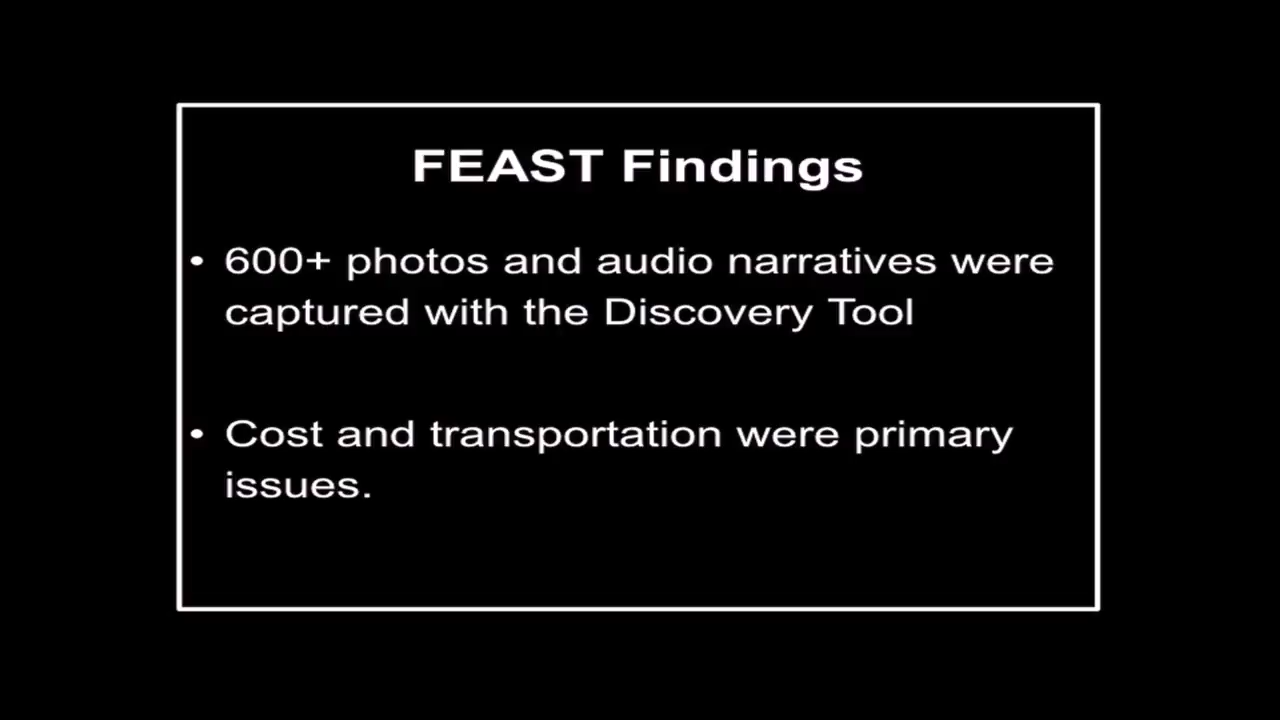 FEAST Findings
• 600+ photos and audio narratives were
captured with the Discovery Tool
• Cost and transportation were primary
issues.